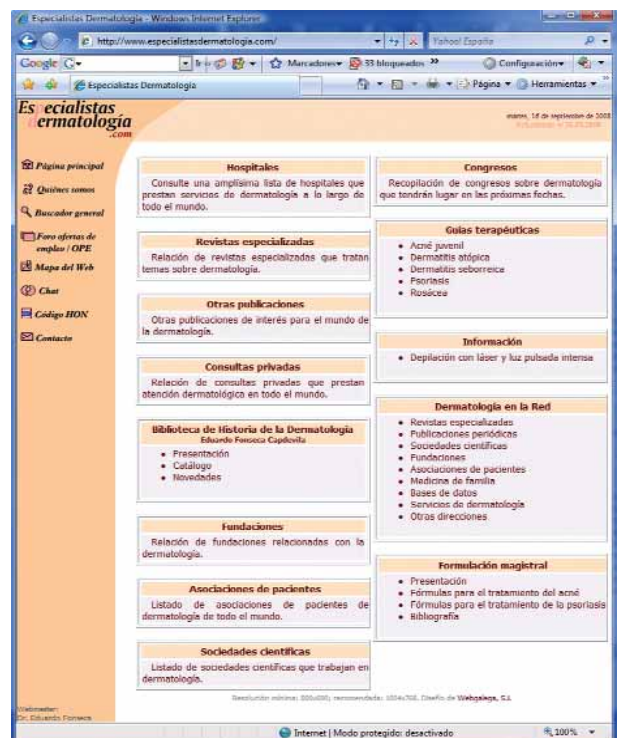 Especialistas Dermatología - Windows Internet Explorer
http://www.especialistasdermatologia.com/
Yahoo! España
Google
Marcadores
33 bloqueados
Configuración
Especialistas Dermatología
Página
Herramientas
Especialistas
dermatología
.com
martes, 16 de septiembre de 2008
Página principal
Quiénes somos
Buscador general
Foro ofertas de
empleo / OPE
Mapa del Web
Chat
Código HON
Contacto
Hospitales
Consulte una amplísima lista de hospitales que
prestan servicios de dermatología a lo largo de
todo el mundo.
Revistas especializadas
Relación de revistas especializadas que tratan
temas sobre dermatología.
Otras publicaciones
Otras publicaciones de interés para el mundo de
la dermatología.
Consultas privadas
Relación de consultas privadas que prestan
atención dermatológica en todo el mundo.
Biblioteca de Historia de la Dermatología
Eduardo Fonseca Capdevila
Presentación
Catálogo
Novedades
Fundaciones
Relación de fundaciones relacionadas con la
dermatología.
Asociaciones de pacientes
Listado de asociaciones de pacientes de
dermatología de todo el mundo.
Sociedades científicas
Listado de sociedades científicas que trabajan en
dermatología.
Congresos
Recopilación de congresos sobre dermatología
que tendrán lugar en las próximas fechas.
Guías terapéuticas
Acné juvenil
Dermatitis atópica
Dermatitis seborreica
Psoriasis
Rosácea
Información
Depilación con láser y luz pulsada intensa
Dermatología en la Red
Revistas especializadas
Publicaciones periódicas
Sociedades científicas
Fundaciones
Asociaciones de pacientes
Medicina de familia
Bases de datos
Servicios de dermatología
Otras direcciones
Formulación magistral
Presentación
Fórmulas para el tratamiento del acné
Fórmulas para el tratamiento de la psoriasis
Bibliografía
Resolución mínima: 800x600, recomendada: 1024x768. Diseño de Webgalega, S.L.
Webmaster:
Dr. Eduardo Fonseca
Internet | Modo protegido: desactivado
100%